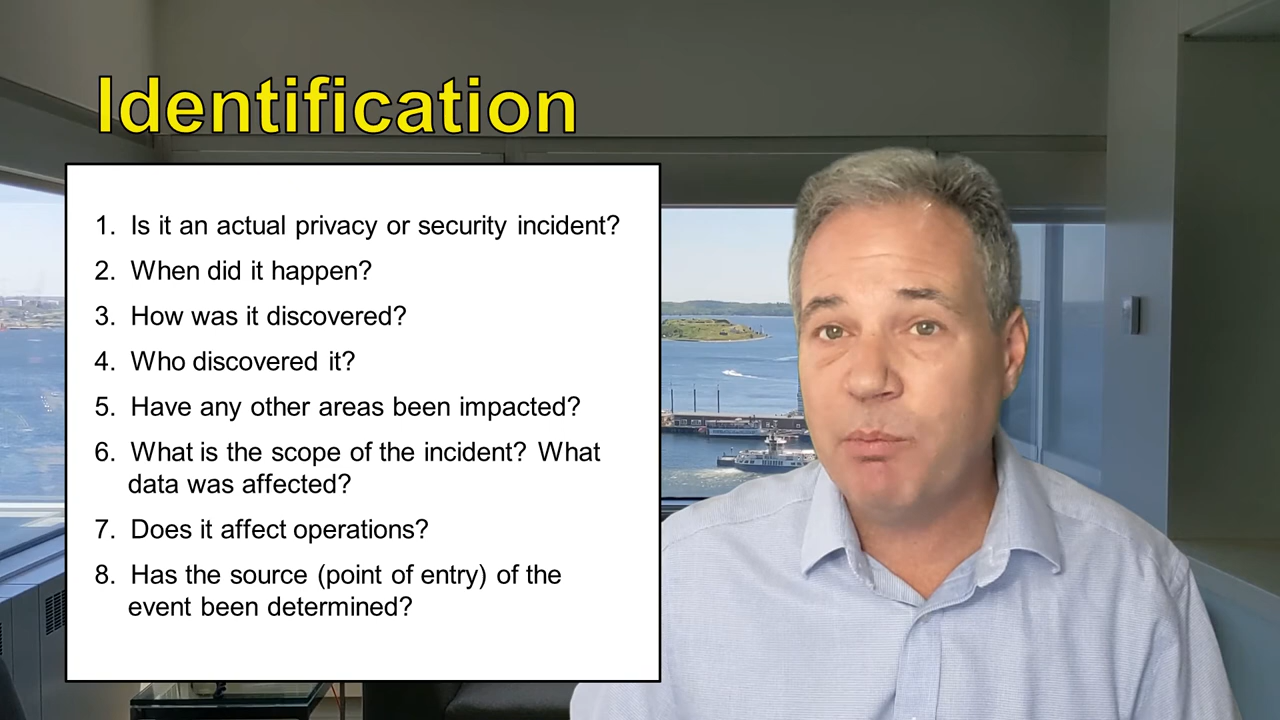 Identification
1. Is it an actual privacy or security incident?
2. When did it happen?
3. How was it discovered?
4. Who discovered it?
5. Have any other areas been impacted?
6. What is the scope of the incident? What
data was affected?
7. Does it affect operations?
8. Has the source (point of entry) of the
event been determined?